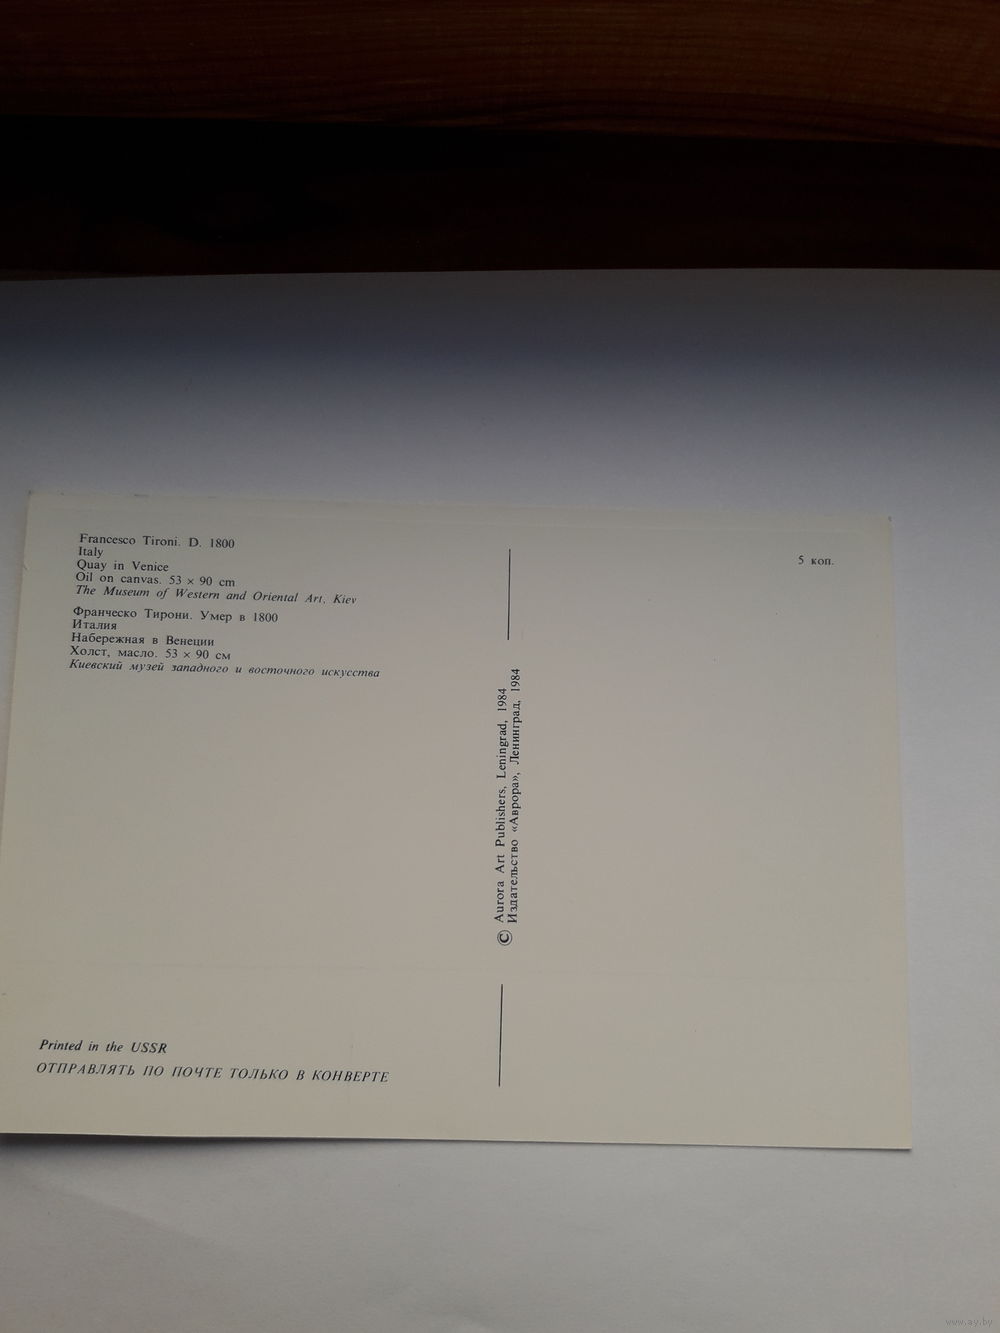 Francesco Tironi. D. 1800
Italy
Quay in Venice
Oil on canvas. 53 × 90 cm
The Museum of Western and Oriental Art, Kiev
Франческо Тирони. Умер в 1800
Италия
Набережная в Венеции
Холст, масло. 53 × 90 см
Киевский музей западного и восточного искусства
Printed in the USSR
ОТПРАВЛЯТЬ ПО ПОЧТЕ ТОЛЬКО В КОНВЕРТЕ
© Aurora Art Publishers, Leningrad, 1984
Издательство «Аврора», Ленинград, 1984
5 коп.
www.ay.by